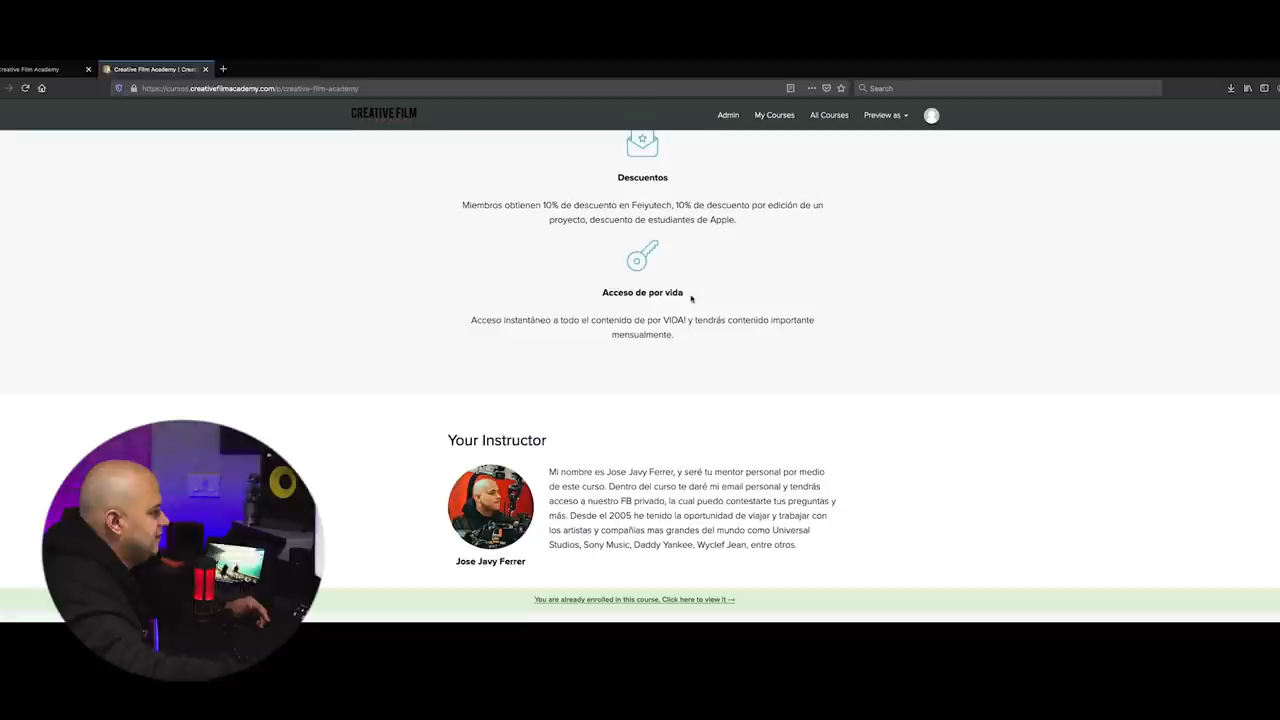 Creative Film Academy
Creative Film Academy | Crea
https://cursos.creativefilmacademy.com/p/creative-film-academy
Search
CREATIVE FILM
Admin
My Courses
All Courses
Preview as
Descuentos
Miembros obtienen 10% de descuento en Feiyutech, 10% de descuento por edición de un
proyecto, descuento de estudiantes de Apple.
Acceso de por vida
Acceso instantáneo a todo el contenido de por VIDA! y tendrás contenido importante
mensualmente.
Your Instructor
Mi nombre es Jose Javy Ferrer, y seré tu mentor personal por medio
de este curso. Dentro del curso te daré mi email personal y tendrás
acceso a nuestro FB privado, la cual puedo contestarte tus preguntas y
más. Desde el 2005 he tenido la oportunidad de viajar y trabajar con
los artistas y compañias mas grandes del mundo como Universal
Studios, Sony Music, Daddy Yankee, Wyclef Jean, entre otros.
Jose Javy Ferrer
You are already enrolled in this course. Click here to view it →